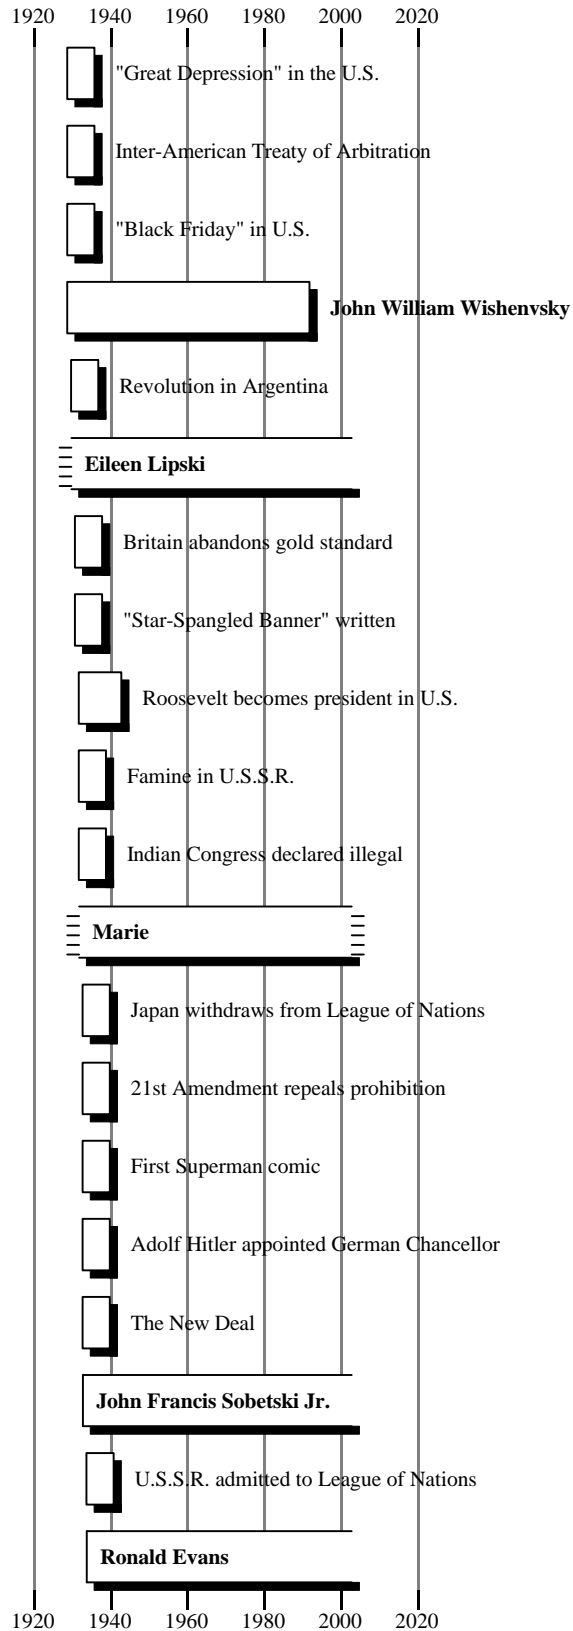 1920 1940 1960 1980 2000 2020
"Great Depression" in the U.S.
Inter-American Treaty of Arbitration
"Black Friday" in U.S.
John William Wishenvsky
Revolution in Argentina
Eileen Lipski
Britain abandons gold standard
"Star-Spangled Banner" written
Roosevelt becomes president in U.S.
Famine in U.S.S.R.
Indian Congress declared illegal
Marie
Japan withdraws from League of Nations
21st Amendment repeals prohibition
First Superman comic
Adolf Hitler appointed German Chancellor
The New Deal
John Francis Sobetski Jr.
U.S.S.R. admitted to League of Nations
Ronald Evans
1920 1940 1960 1980 2000 2020